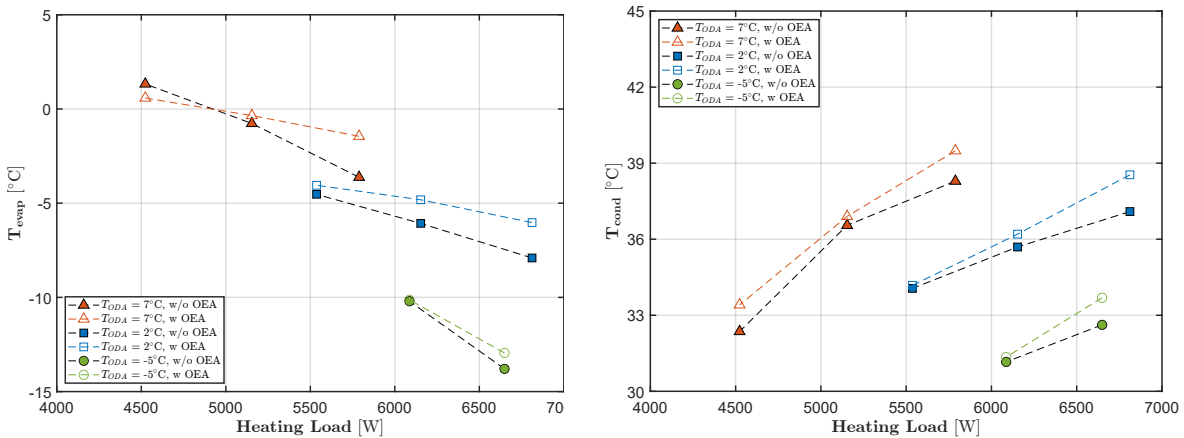 5
0
-5
-10
-15
T_evap [°C]
T_ODA = 7°C, w/o OEA
T_ODA = 7°C, w OEA
T_ODA = 2°C, w/o OEA
T_ODA = 2°C, w OEA
T_ODA = -5°C, w/o OEA
T_ODA = -5°C, w OEA
4000 4500 5000 5500 6000 6500 70
Heating Load [W]
45
42
39
36
33
30
T_cond [°C]
T_ODA = 7°C, w/o OEA
T_ODA = 7°C, w OEA
T_ODA = 2°C, w/o OEA
T_ODA = 2°C, w OEA
T_ODA = -5°C, w/o OEA
T_ODA = -5°C, w OEA
4000 4500 5000 5500 6000 6500 7000
Heating Load [W]